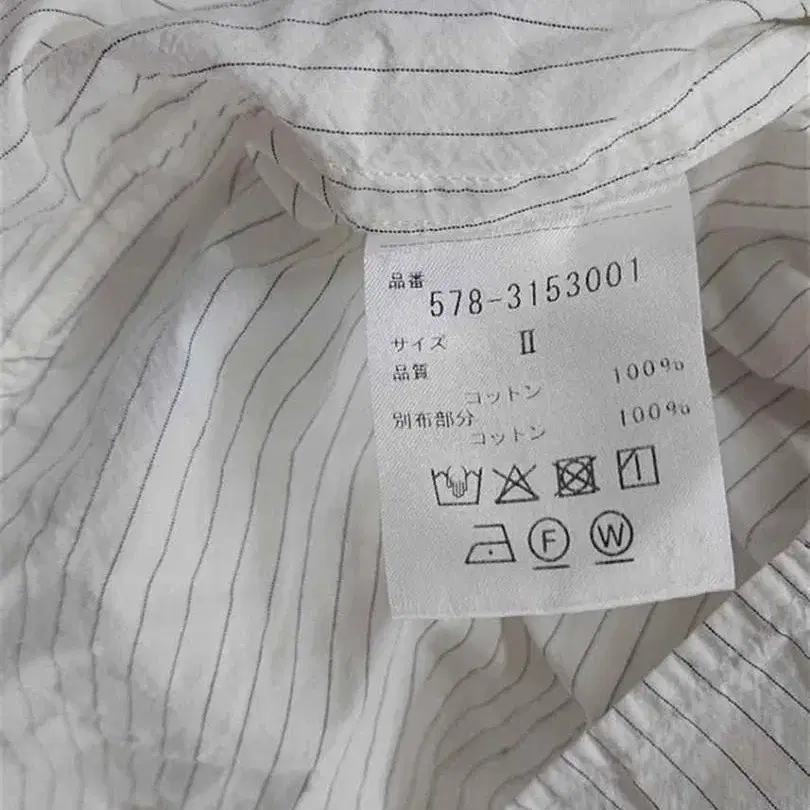 品番 578-3153001
サイズ II
品質
コットン 100%
別布部分
コットン 100%
F W